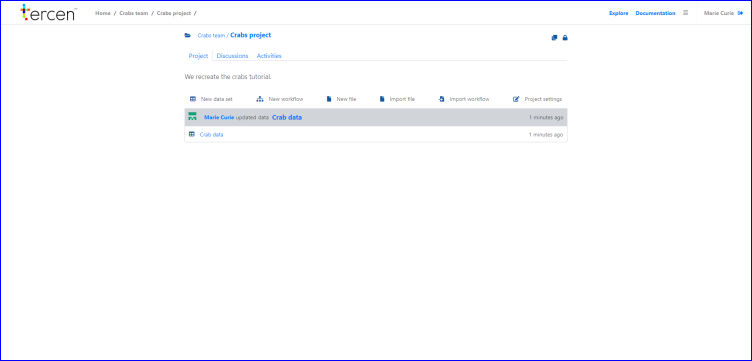 tercen Home / Crabs team / Crabs project / Explore Documentation Marie Curie
Crabs team / Crabs project
Project Discussions Activities
We recreate the crabs tutorial.
New data set New workflow New file Import file Import workflow Project settings
Marie Curie updated data Crab data 1 minutes ago
Crab data 1 minutes ago